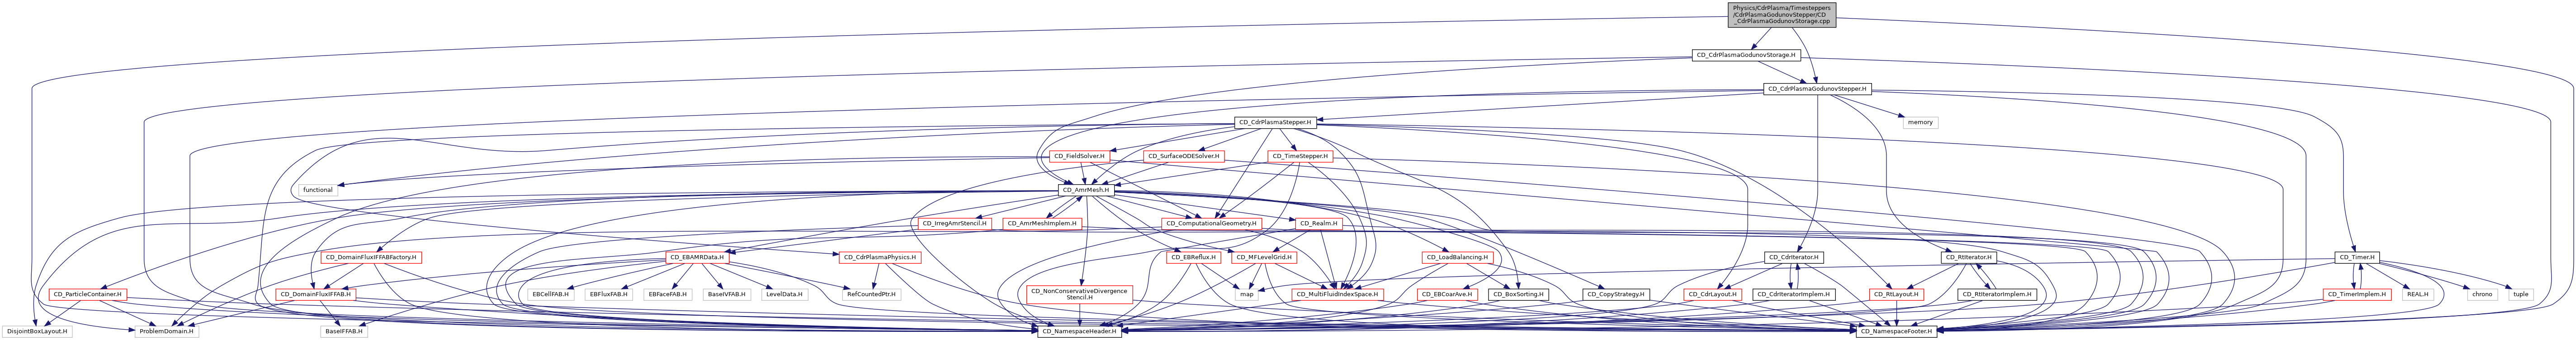 Physics/CdrPlasma/Timesteppers
/CdrPlasmaGodunovStepper/CD
_CdrPlasmaGodunovStorage.cpp
CD_CdrPlasmaGodunovStorage.H
CD_CdrPlasmaGodunovStepper.H
CD_CdrPlasmaStepper.H
memory
CD_FieldSolver.H
CD_SurfaceODESolver.H
CD_TimeStepper.H
functional
CD_AmrMesh.H
CD_IrregAmrStencil.H
CD_AmrMeshImplem.H
CD_ComputationalGeometry.H
CD_Realm.H
CD_DomainFluxIFFABFactory.H
CD_EBAMRData.H
CD_CdrPlasmaPhysics.H
CD_EBReflux.H
CD_MFLevelGrid.H
CD_LoadBalancing.H
CD_CdrIterator.H
CD_RtIterator.H
CD_Timer.H
CD_ParticleContainer.H
CD_DomainFluxIFFAB.H
EBCellFAB.H
EBFluxFAB.H
EBFaceFAB.H
BaseIVFAB.H
LevelData.H
RefCountedPtr.H
CD_NonConservativeDivergence
Stencil.H
map
CD_MultiFluidIndexSpace.H
CD_EBCoarAve.H
CD_BoxSorting.H
CD_CopyStrategy.H
CD_CdrLayout.H
CD_CdrIteratorImplem.H
CD_RtLayout.H
CD_RtIteratorImplem.H
CD_TimerImplem.H
REAL.H
chrono
tuple
DisjointBoxLayout.H
ProblemDomain.H
BaseIFFAB.H
CD_NamespaceHeader.H
CD_NamespaceFooter.H